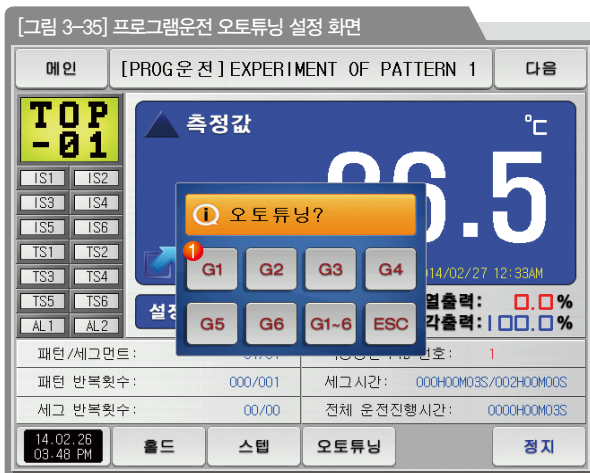 [그림 3-35] 프로그램운전 오토튜닝 설정 화면
메인 [PROG운전]EXPERIMENT OF PATTERN 1 다음
TOP
-01
측정값 ℃
6.5
IS1 IS2
IS3 IS4
IS5 IS6
TS1 TS2
TS3 TS4
TS5 TS6
AL1 AL2
오토튜닝?
1
G1 G2 G3 G4
G5 G6 G1~6 ESC
14/02/27 12:33AM
출력: 0.0%
출력: 100.0%
패턴/세그먼트: 번호: 1
패턴 반복횟수: 000/001 세그시간: 000H00M03S/002H00M00S
세그 반복횟수: 00/00 전체 운전진행시간: 0000H00M03S
14.02.26
03:48 PM
홀드 스텝 오토튜닝 정지